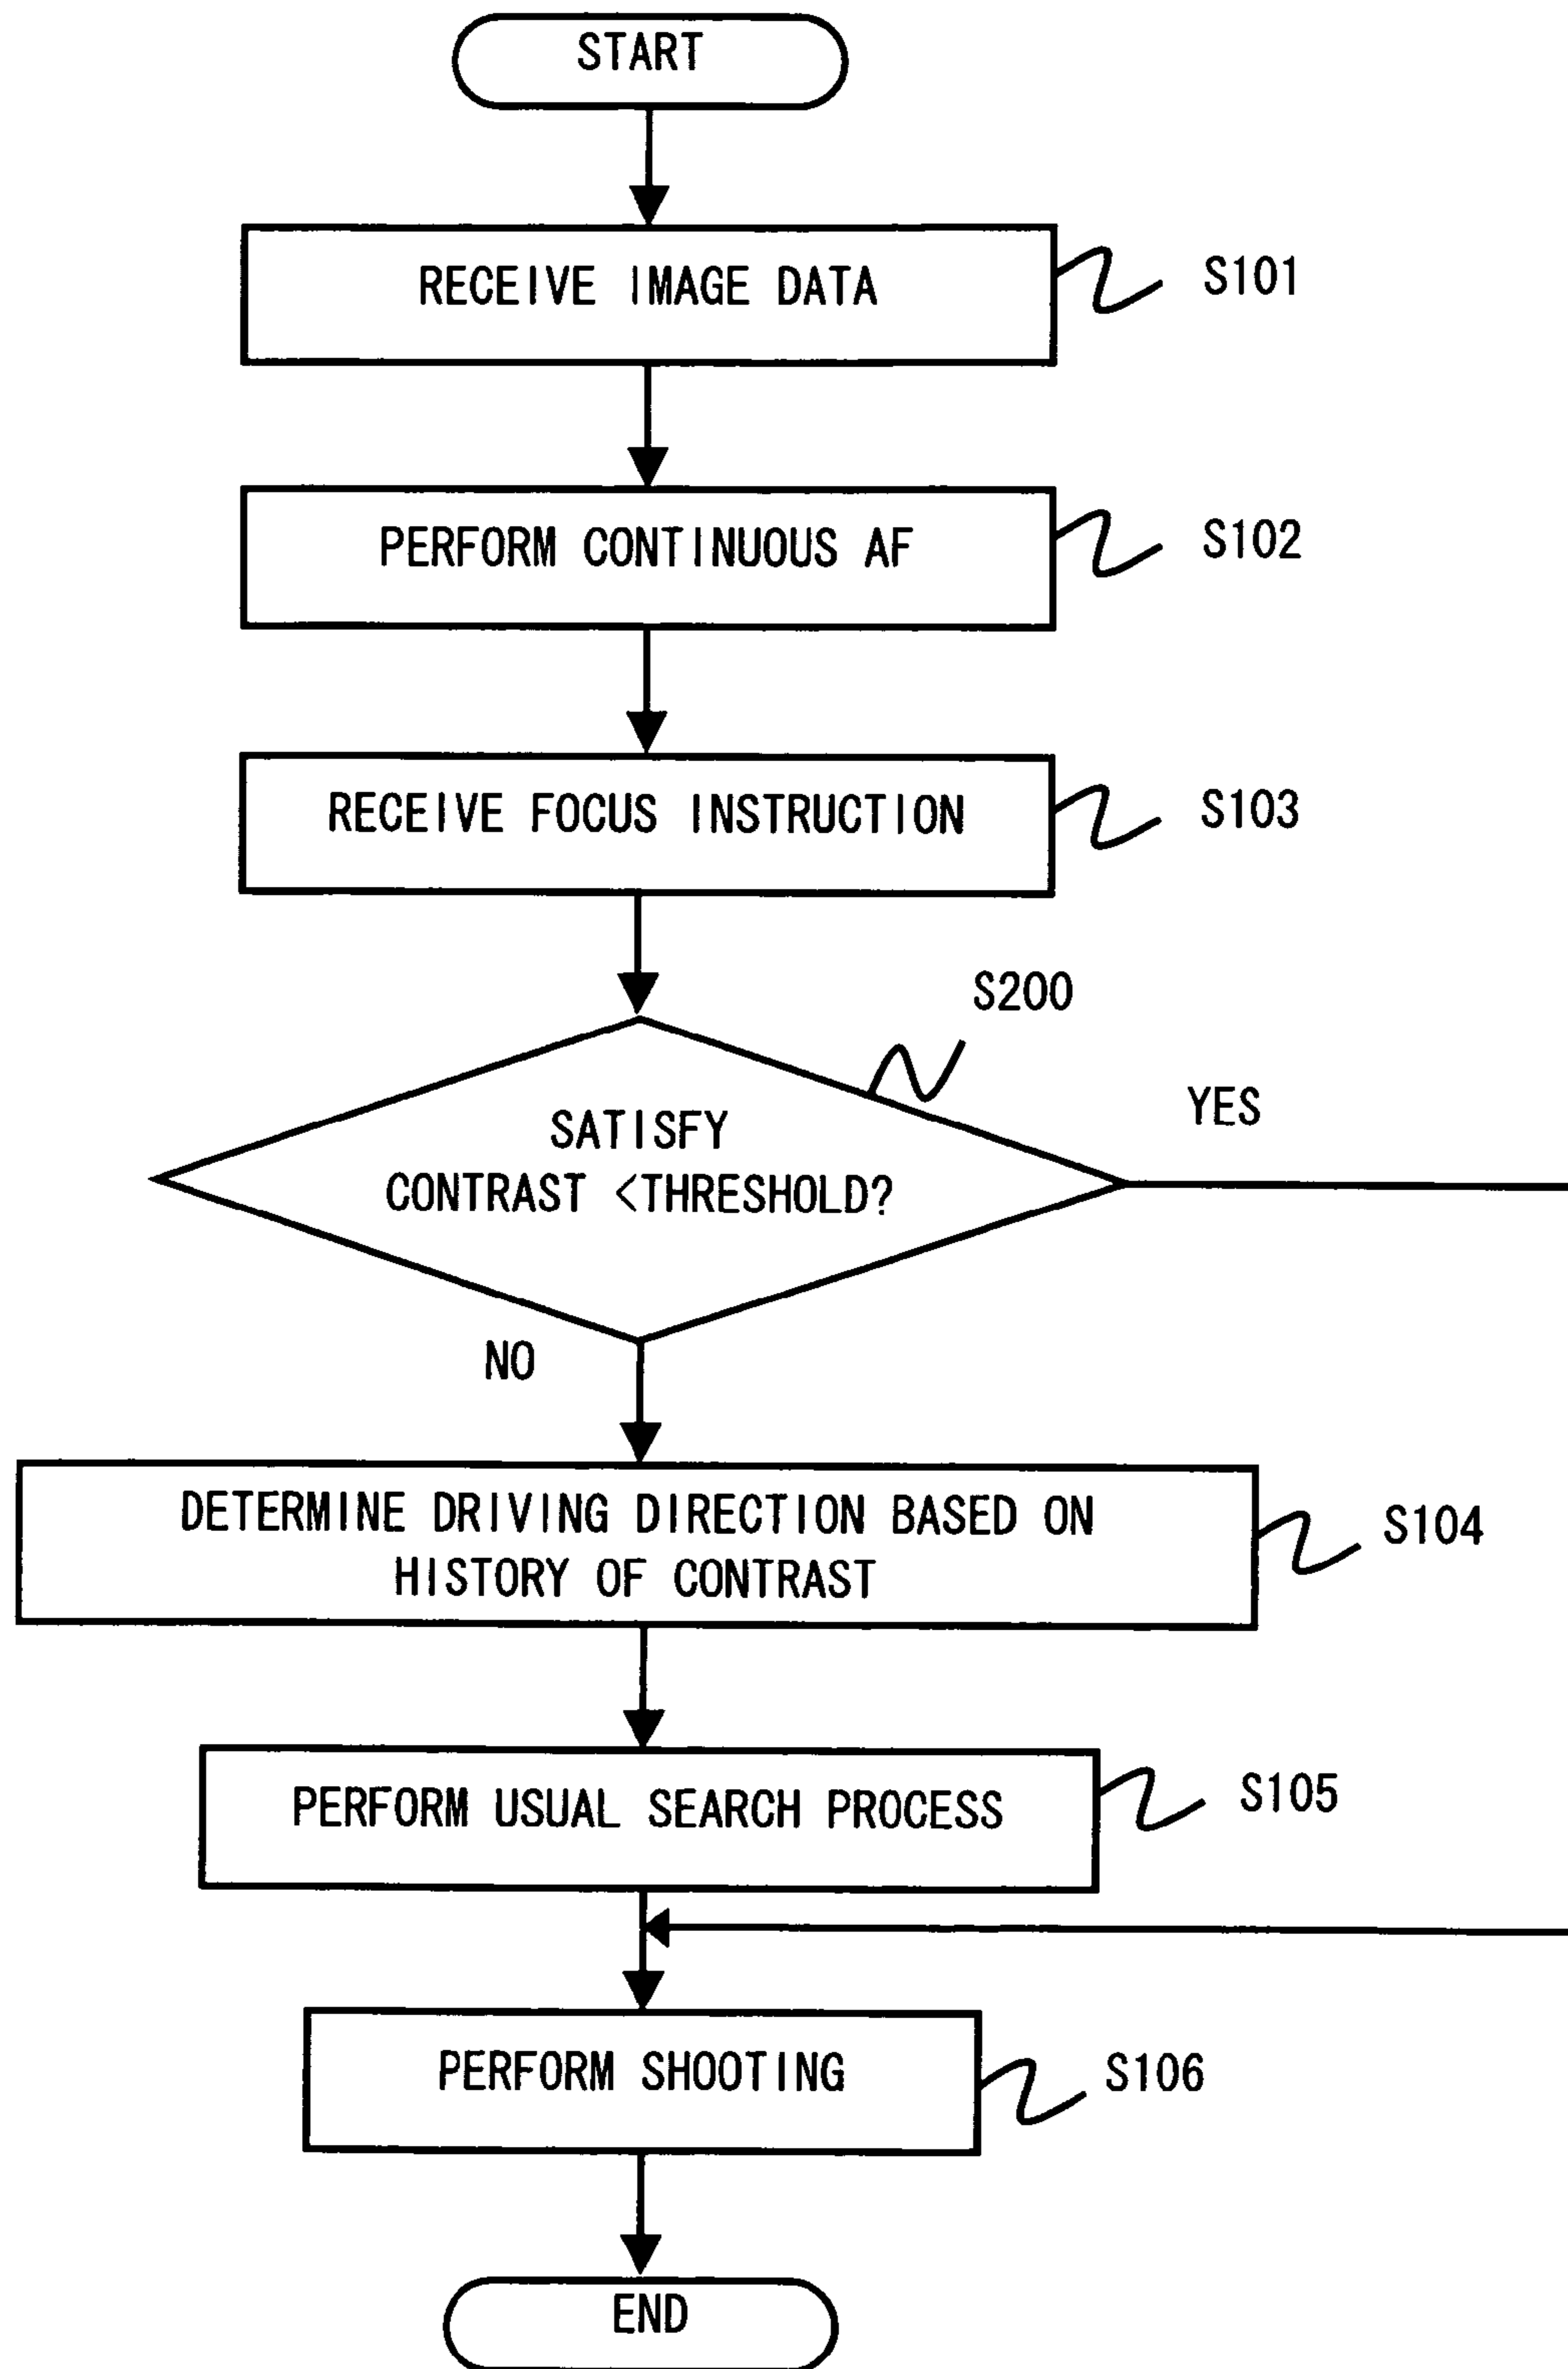 START
RECEIVE IMAGE DATA
S101
PERFORM CONTINUOUS AF
S102
RECEIVE FOCUS INSTRUCTION
S103
S200
SATISFY
CONTRAST <THRESHOLD?
YES
NO
DETERMINE DRIVING DIRECTION BASED ON
HISTORY OF CONTRAST
S104
PERFORM USUAL SEARCH PROCESS
S105
PERFORM SHOOTING
S106
END